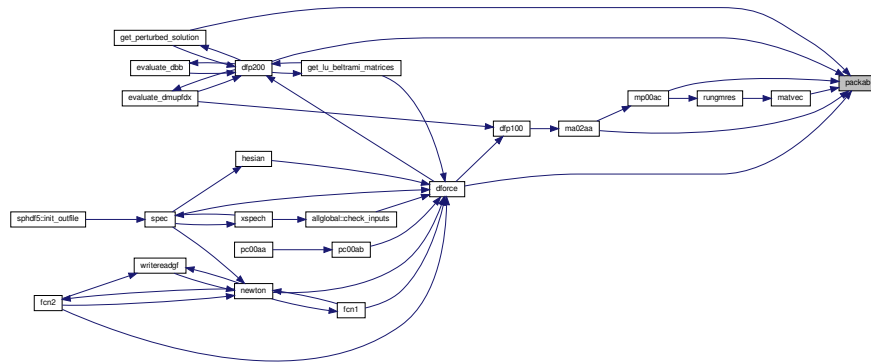 get_perturbed_solution
evaluate_dbb
dfp200
get_lu_beltrami_matrices
packab
evaluate_dmupfdx
mp00ac
rungmres
matvec
dfp100
ma02aa
hesian
dforce
sphdf5::init_outfile
spec
xspech
allglobal::check_inputs
pc00aa
pc00ab
writereadgf
newton
fcn2
fcn1